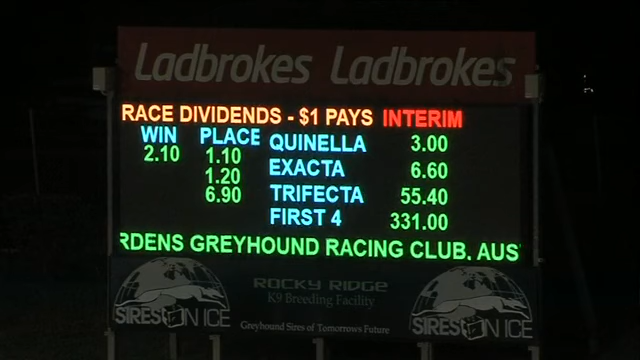 Ladbrokes Ladbrokes
RACE DIVIDENDS - $1 PAYS INTERIM
WIN PLACE QUINELLA 3.00
2.10 1.10 EXACTA 6.60
1.20 TRIFECTA 55.40
6.90 FIRST 4 331.00
RDENS GREYHOUND RACING CLUB, AUS
ROCKY RIDGE
K9 Breeding Facility
SIRES ON ICE SIRES ON ICE
Greyhound Sires of Tomorrows Future